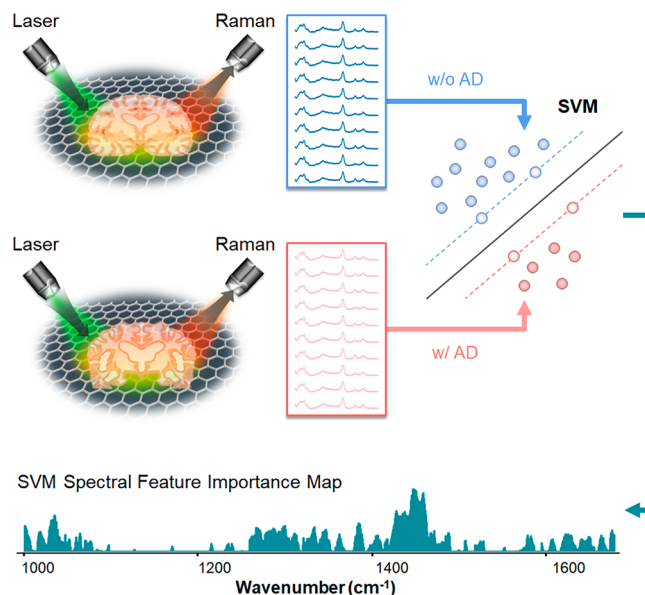 Laser
Raman
w/o AD
SVM
Laser
Raman
w/ AD
SVM Spectral Feature Importance Map
1000 1200 1400 1600
Wavenumber (cm⁻¹)